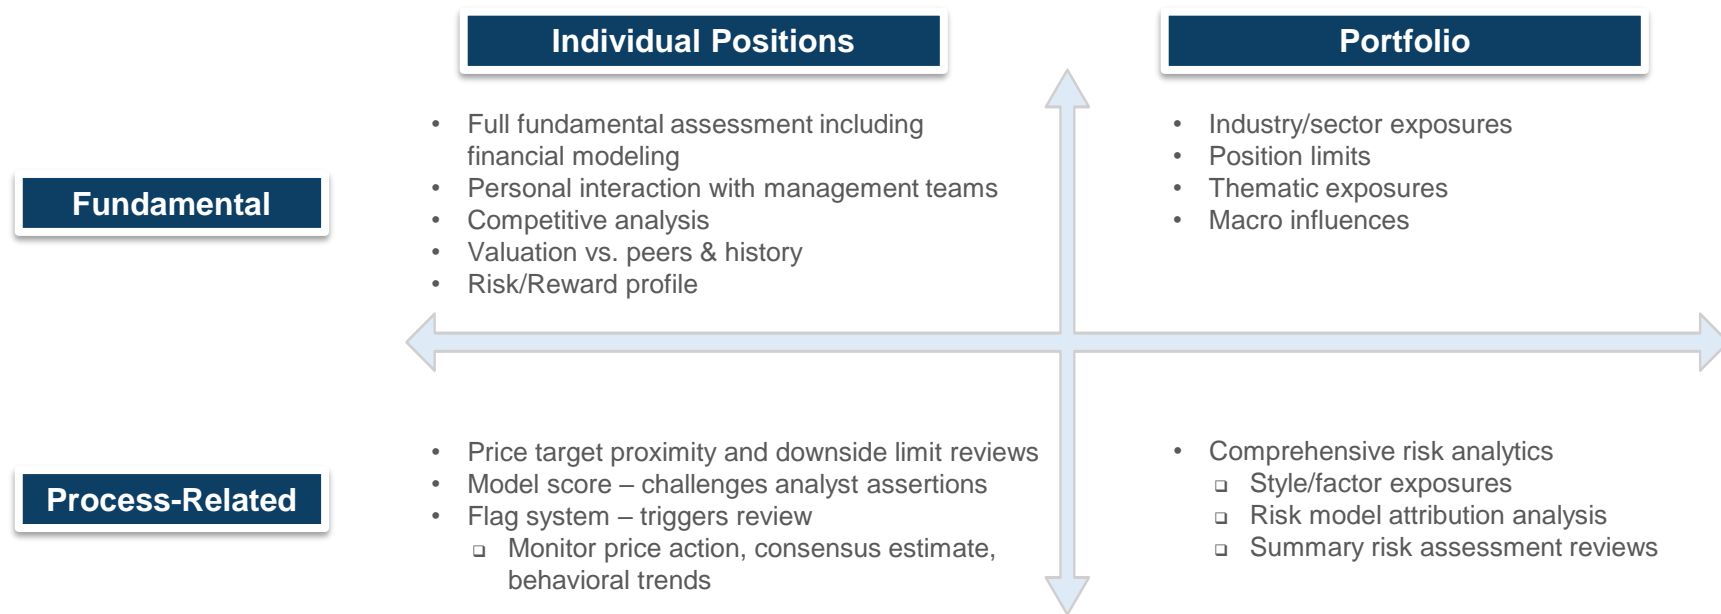 Individual Positions
Portfolio
Fundamental
• Full fundamental assessment including
financial modeling
• Personal interaction with management teams
• Competitive analysis
• Valuation vs. peers & history
• Risk/Reward profile
• Industry/sector exposures
• Position limits
• Thematic exposures
• Macro influences
Process-Related
• Price target proximity and downside limit reviews
• Model score – challenges analyst assertions
• Flag system – triggers review
❑ Monitor price action, consensus estimate,
behavioral trends
• Comprehensive risk analytics
❑ Style/factor exposures
❑ Risk model attribution analysis
❑ Summary risk assessment reviews